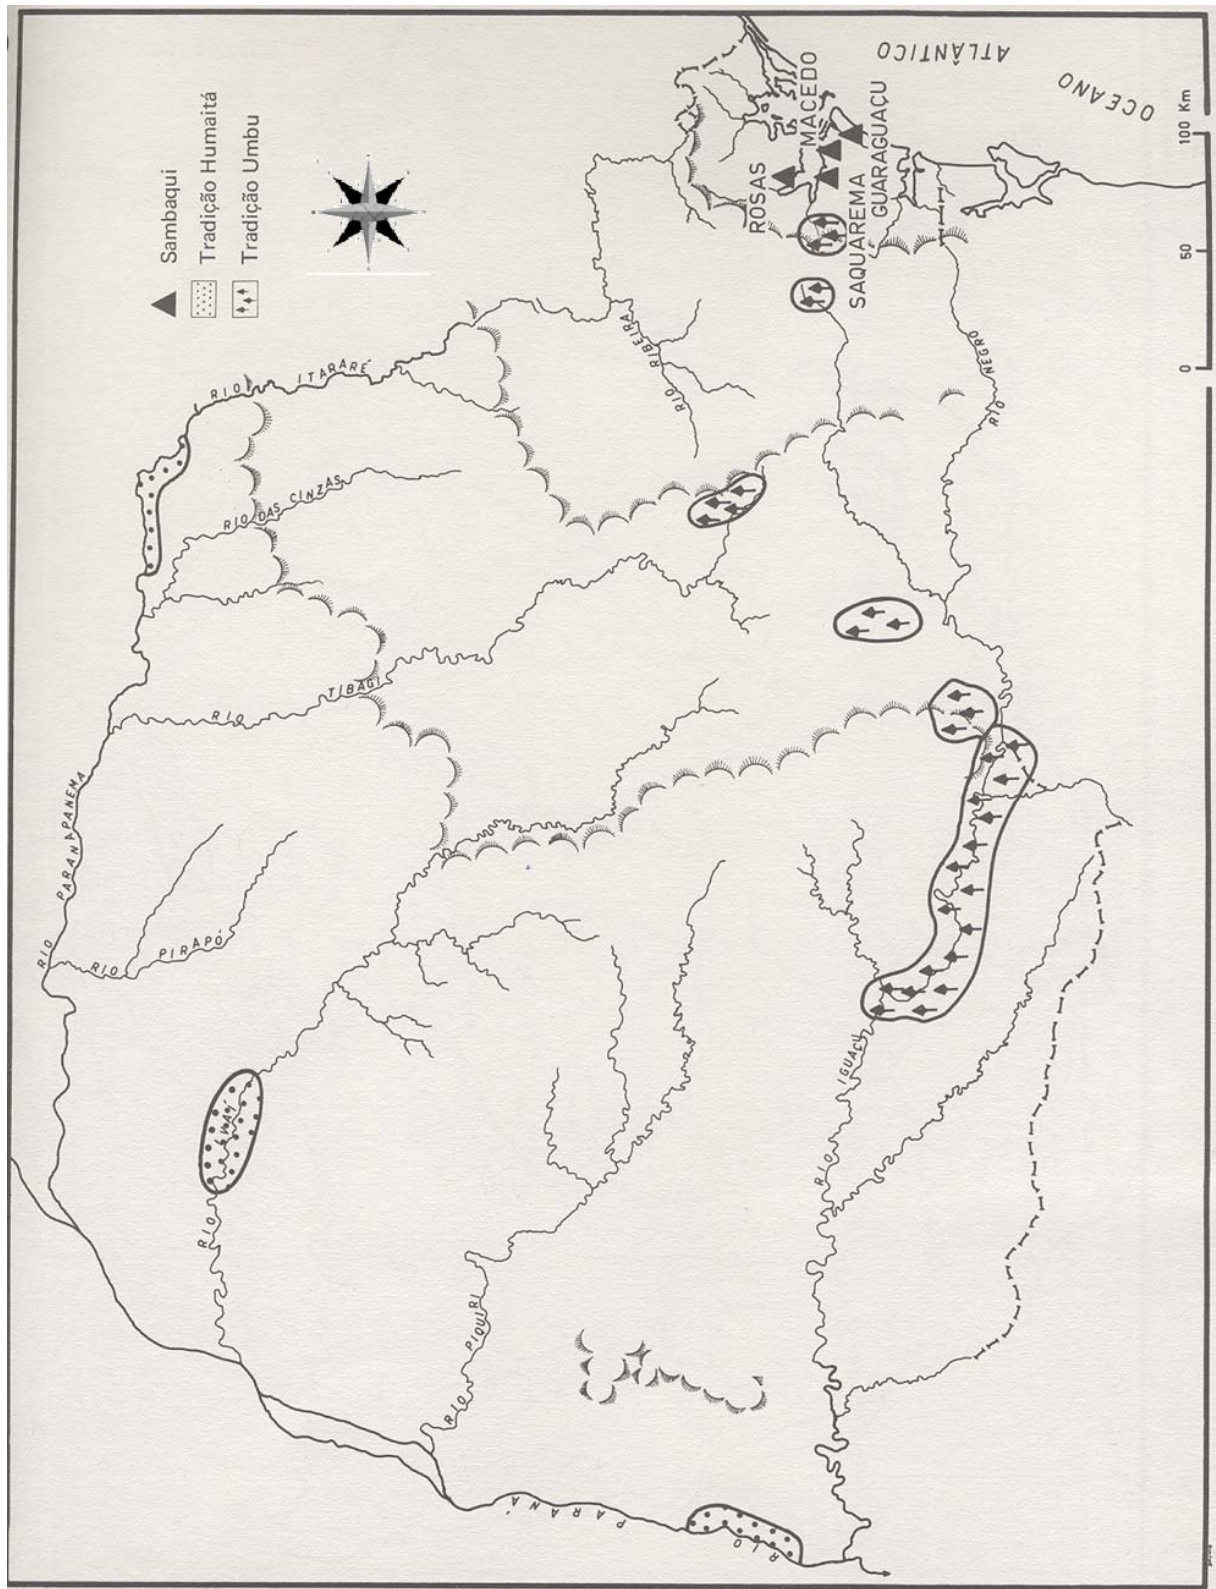 Sambaqui
Tradição Humaitá
Tradição Umbu
OCEANO
ATLÂNTICO
ROSAS
MACEDO
SAQUAREMA
GUARAGUAÇU
0 50 100 Km
RIO ITARARÉ
RIO RIBEIRA
RIO NEGRO
RIO DAS CINZAS
RIO TIBAGI
RIO PARANAPANEMA
RIO PIRAPÓ
RIO IVAÍ
RIO PIQUIRI
RIO IGUAÇU
RIO PARANÁ